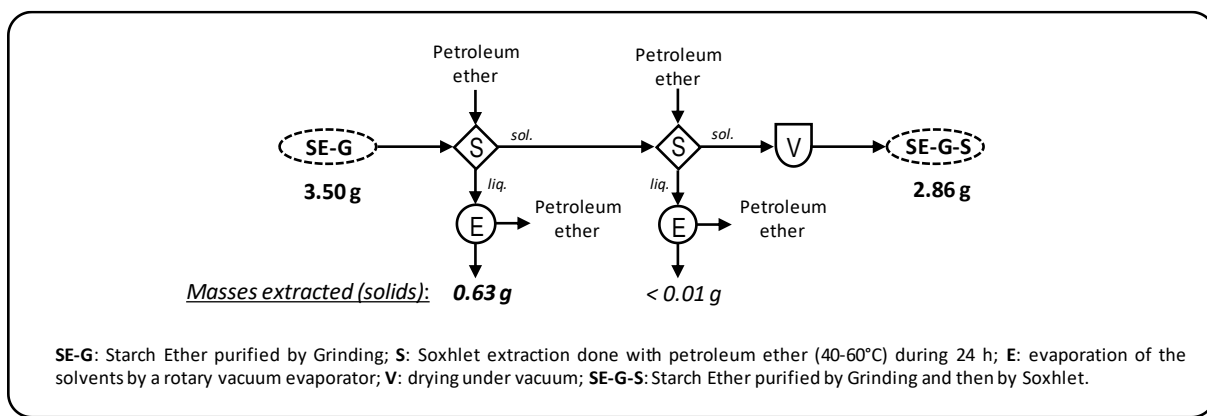 Petroleum
ether
Petroleum
ether
SE-G
S
sol.
S
sol.
V
SE-G-S
3.50 g
2.86 g
liq.
liq.
E
Petroleum
ether
E
Petroleum
ether
Masses extracted (solids): 0.63 g < 0.01 g
SE-G: Starch Ether purified by Grinding; S: Soxhlet extraction done with petroleum ether (40-60°C) during 24 h; E: evaporation of the
solvents by a rotary vacuum evaporator; V: drying under vacuum; SE-G-S: Starch Ether purified by Grinding and then by Soxhlet.